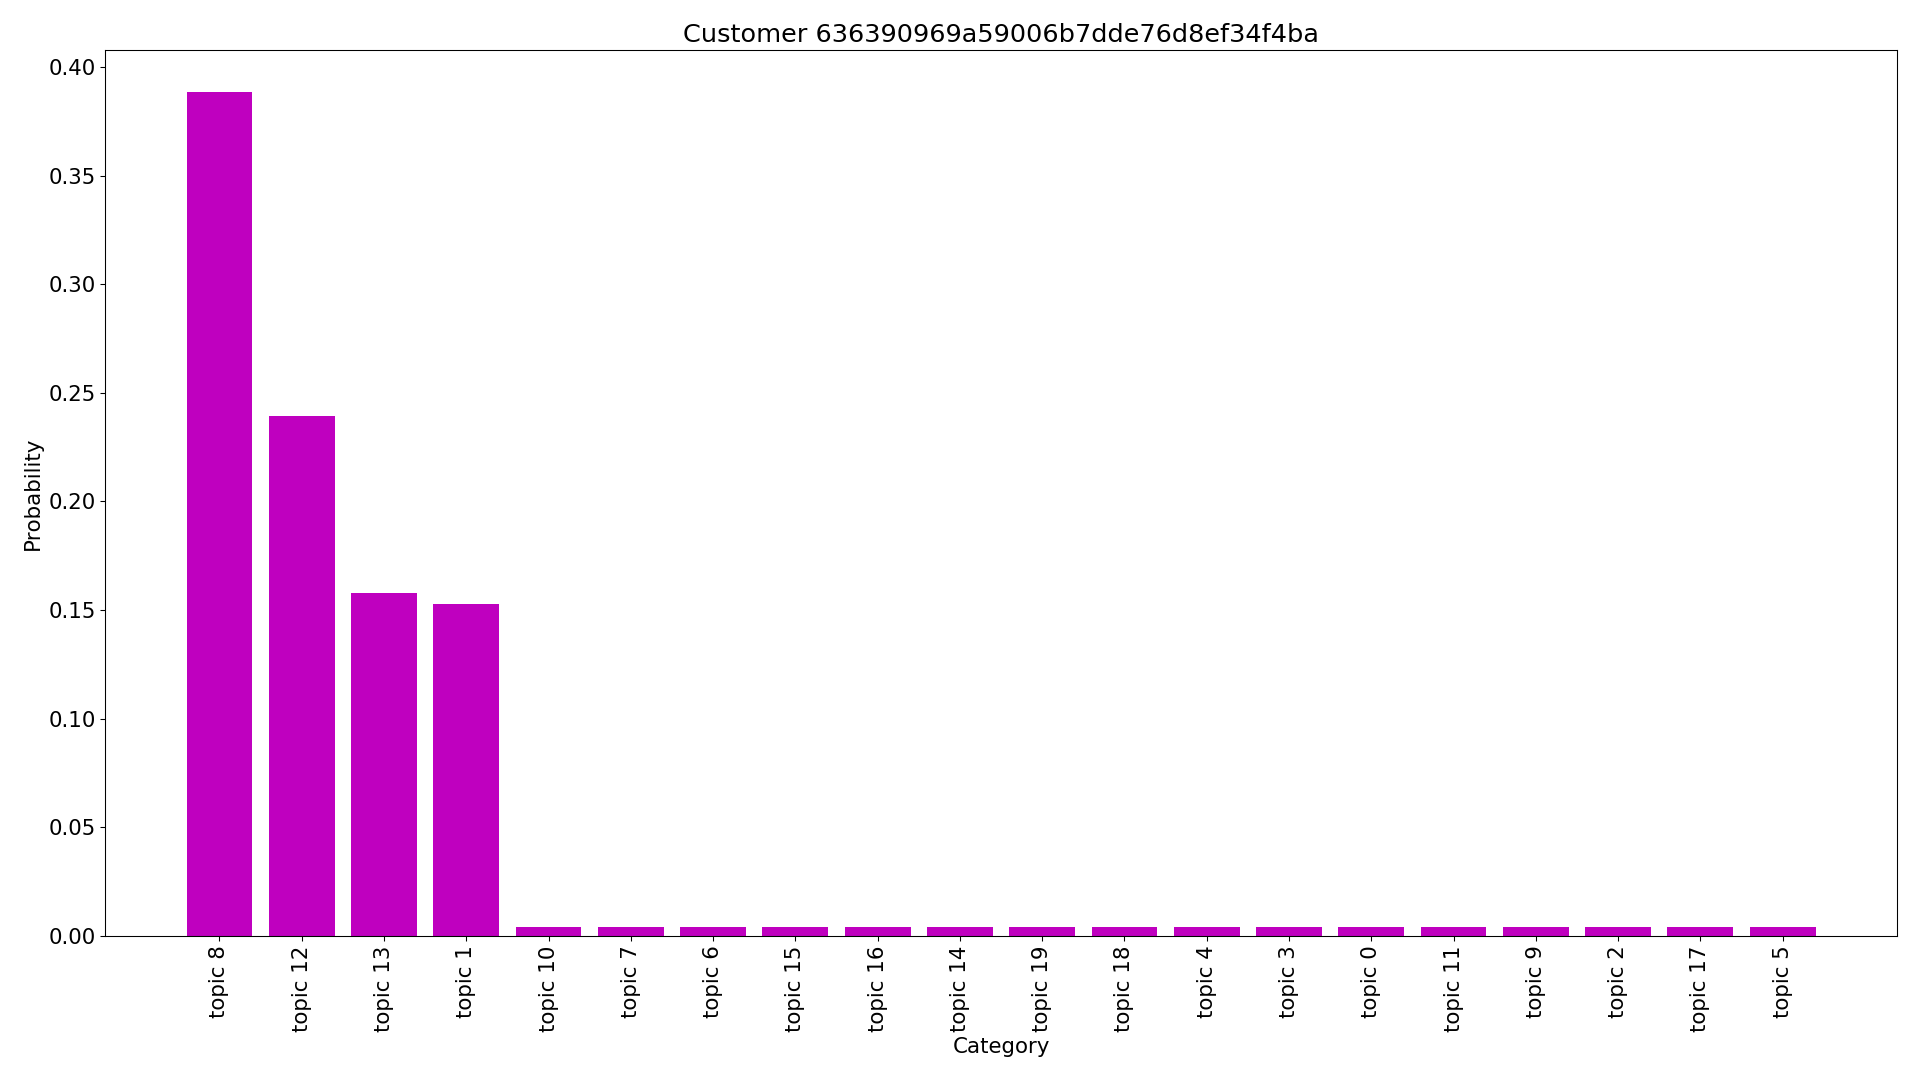 Customer 636390969a59006b7dde76d8ef34f4ba
Probability
0.40
0.35
0.30
0.25
0.20
0.15
0.10
0.05
0.00
topic 8
topic 12
topic 13
topic 1
topic 10
topic 7
topic 6
topic 15
topic 16
topic 14
topic 19
topic 18
topic 4
topic 3
topic 0
topic 11
topic 9
topic 2
topic 17
topic 5
Category